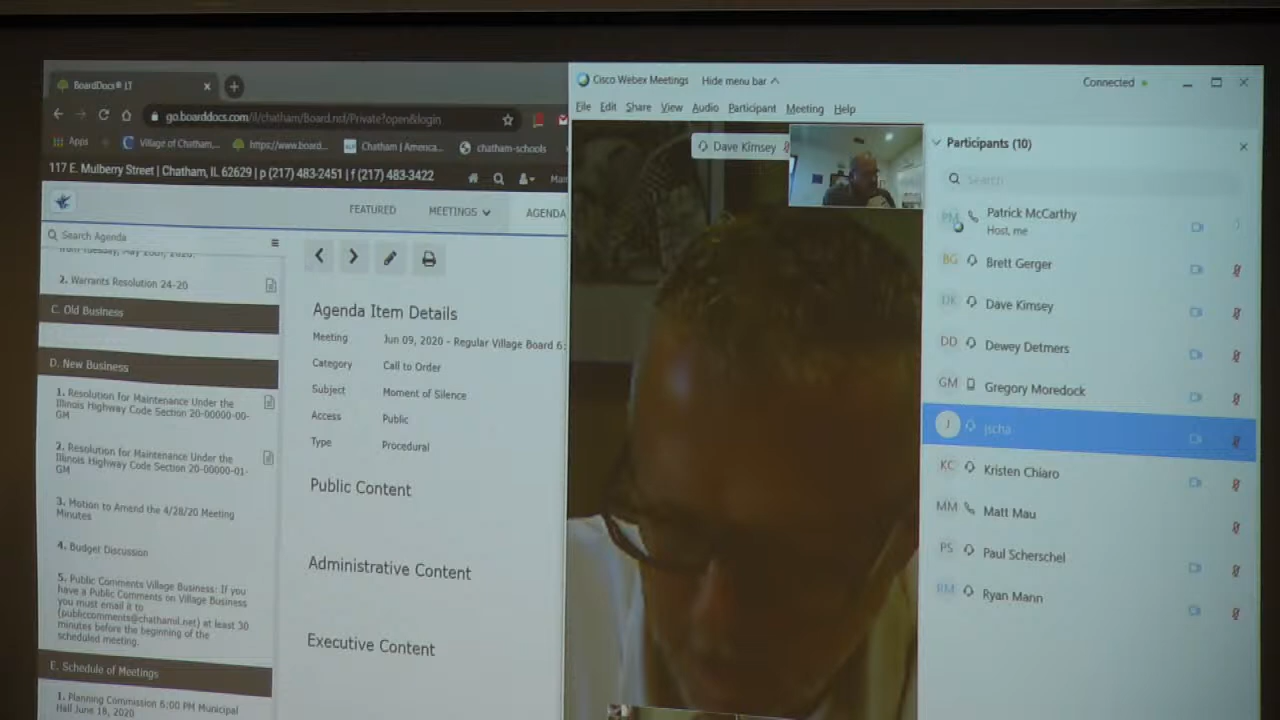 BoardDocs® LT
go.boarddocs.com/il/chatham/Board.nsf/Private?open&login
Apps
Village of Chatham,...
https://www.board...
Chatham | America...
chatham-schools
117 E. Mulberry Street | Chatham, IL 62629 | p (217) 483-2451 | f (217) 483-3422
FEATURED
MEETINGS
AGENDA
Search Agenda
2. Warrants Resolution 24-20
C. Old Business
D. New Business
1. Resolution for Maintenance Under the
Illinois Highway Code Section 20-00000-00-
GM
2. Resolution for Maintenance Under the
Illinois Highway Code Section 20-00000-01-
GM
3. Motion to Amend the 4/28/20 Meeting
Minutes
4. Budget Discussion
5. Public Comments Village Business: If you
have a Public Comments on Village Business
you must email it to
(publiccomments@chathamil.net) at least 30
minutes before the beginning of the
scheduled meeting.
E. Schedule of Meetings
1. Planning Commission 6:00 PM Municipal
Hall June 18, 2020
Agenda Item Details
Meeting
Jun 09, 2020 - Regular Village Board 6:
Category
Call to Order
Subject
Moment of Silence
Access
Public
Type
Procedural
Public Content
Administrative Content
Executive Content
Cisco Webex Meetings
Hide menu bar
Connected
File Edit Share View Audio Participant Meeting Help
Dave Kimsey
Participants (10)
Search
PM
Patrick McCarthy
Host, me
BG
Brett Gerger
DK
Dave Kimsey
DD
Dewey Detmers
GM
Gregory Moredock
J
jscha
KC
Kristen Chiaro
MM
Matt Mau
PS
Paul Scherschel
RM
Ryan Mann